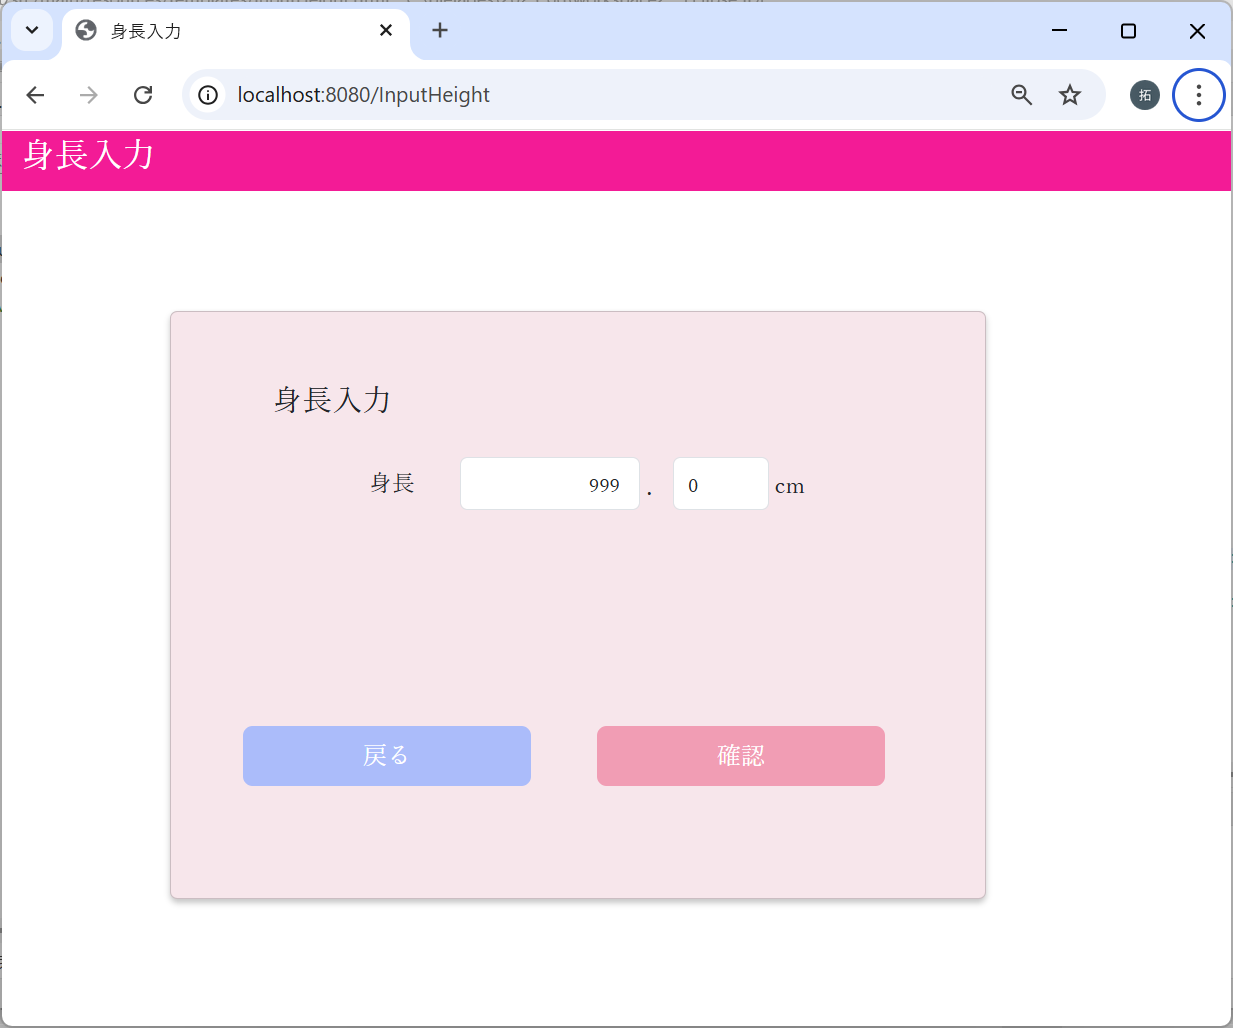 身長入力
localhost:8080/InputHeight
拓
身長入力
身長入力
身長 999 . 0 cm
戻る 確認